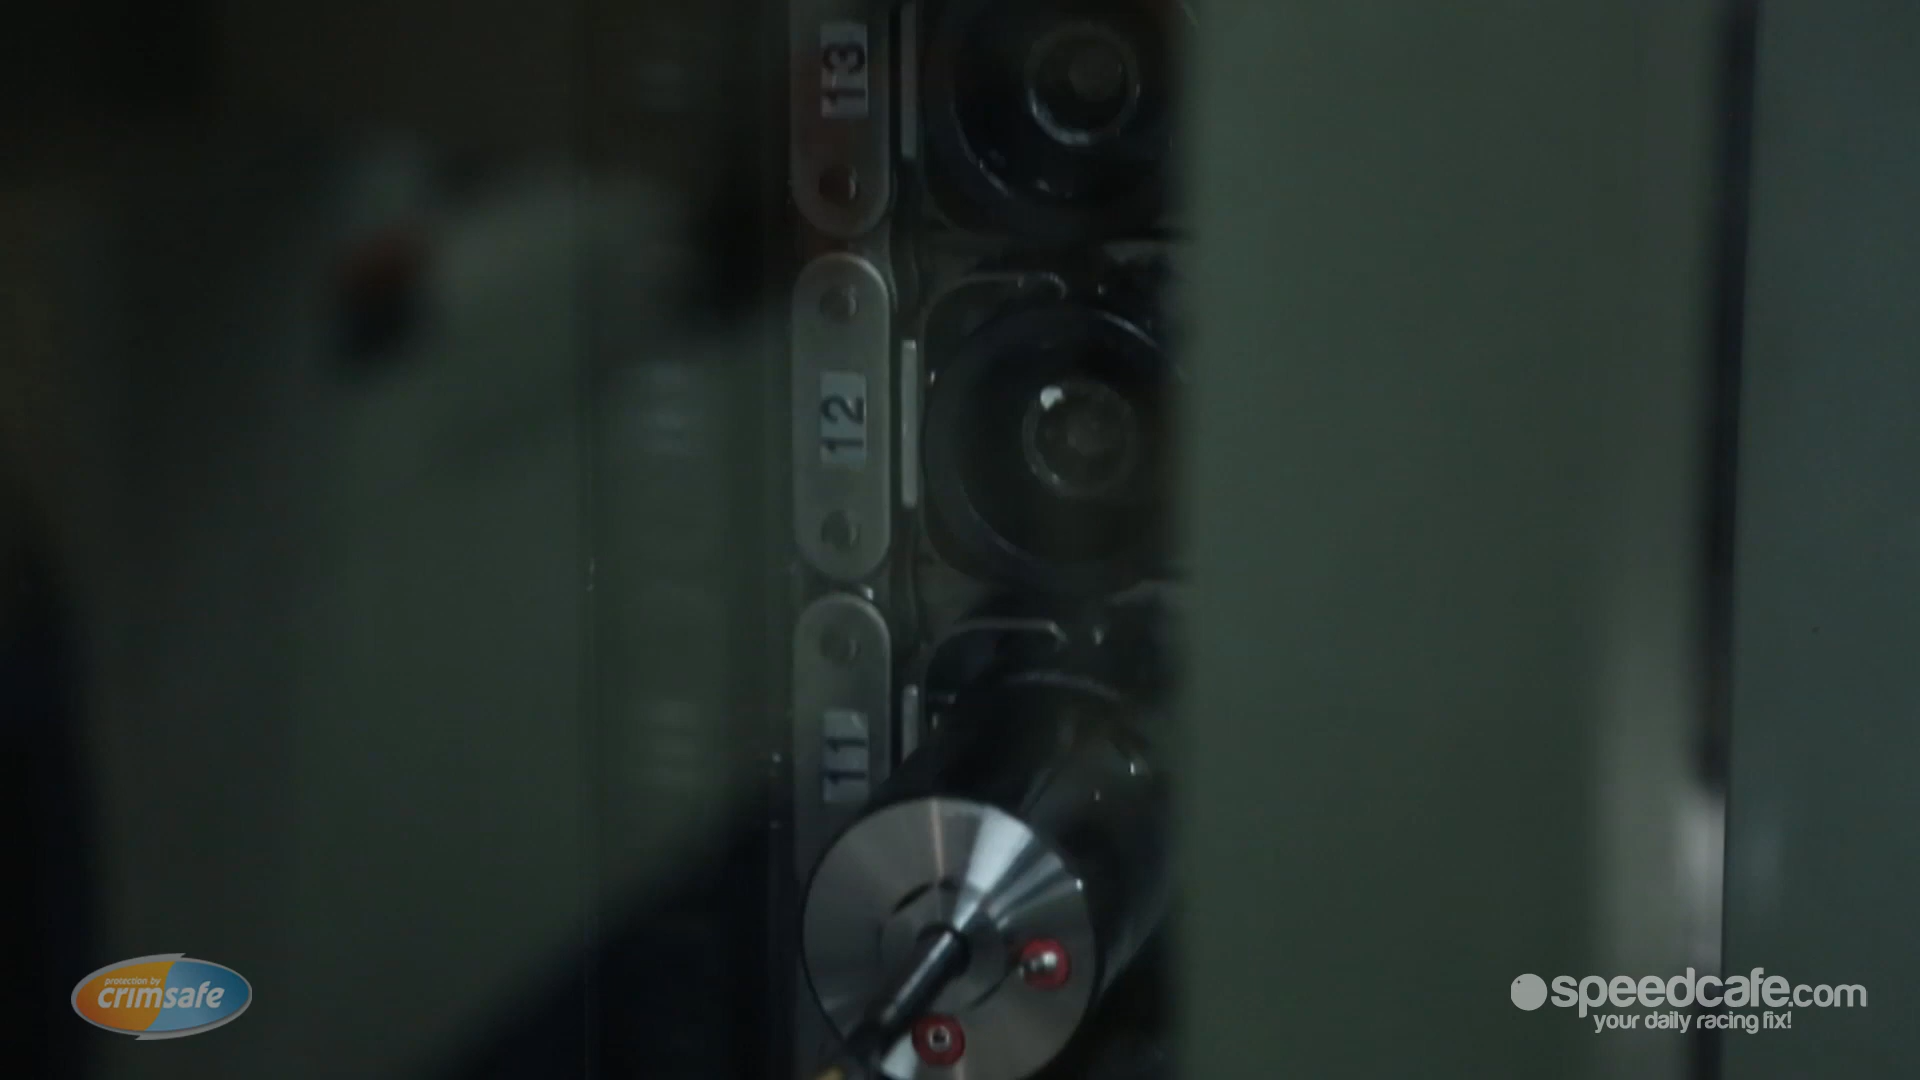 13
12
11
protection by
crimsafe
speedcafe.com
your daily racing fix!